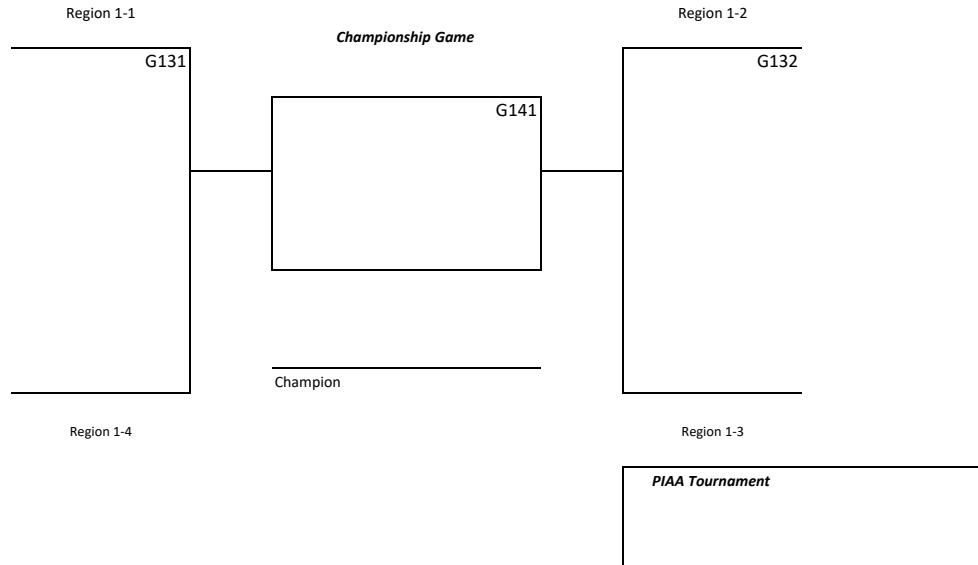 Region 1-1
Region 1-2
Championship Game
G131
G132
G141
Champion
Region 1-4
Region 1-3
PIAA Tournament